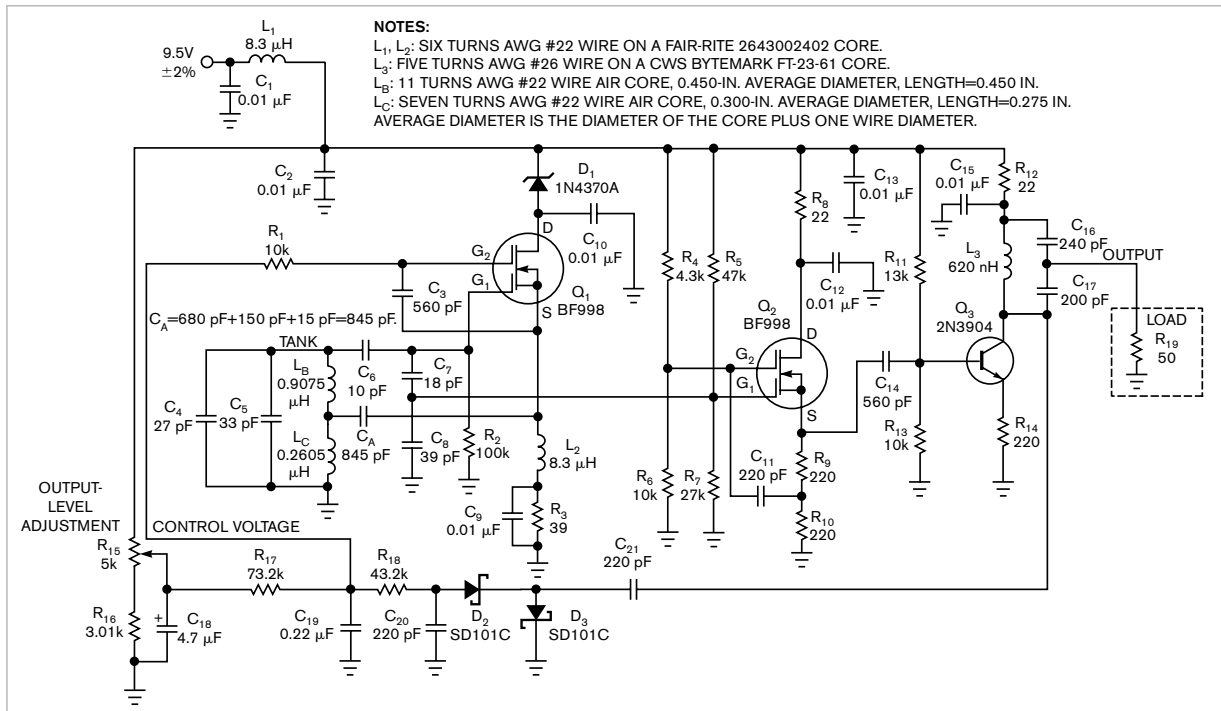 NOTES:
L1, L2: SIX TURNS AWG #22 WIRE ON A FAIR-RITE 2643002402 CORE.
L3: FIVE TURNS AWG #26 WIRE ON A CWS BYTEMARK FT-23-61 CORE.
LB: 11 TURNS AWG #22 WIRE AIR CORE, 0.450-IN. AVERAGE DIAMETER, LENGTH=0.450 IN.
LC: SEVEN TURNS AWG #22 WIRE AIR CORE, 0.300-IN. AVERAGE DIAMETER, LENGTH=0.275 IN.
AVERAGE DIAMETER IS THE DIAMETER OF THE CORE PLUS ONE WIRE DIAMETER.
L1
8.3 μH
9.5V
±2%
C1
0.01 μF
C2
0.01 μF
D1
1N4370A
C10
0.01 μF
R1
10k
C3
560 pF
D
G2
G1
S
Q1
BF998
CA=680 pF+150 pF+15 pF=845 pF.
TANK
C4
27 pF
C5
33 pF
LB
0.9075
μH
LC
0.2605
μH
C6
10 pF
CA
845 pF
C7
18 pF
C8
39 pF
R2
100k
L2
8.3 μH
C9
0.01 μF
R3
39
R4
4.3k
R5
47k
R6
10k
R7
27k
R8
22
C13
0.01 μF
C12
0.01 μF
Q2
BF998
D
G2
G1
S
C11
220 pF
R9
220
R10
220
C14
560 pF
R11
13k
R13
10k
C15
0.01 μF
R12
22
L3
620 nH
C16
240 pF
OUTPUT
C17
200 pF
Q3
2N3904
R14
220
LOAD
R19
50
OUTPUT-
LEVEL
ADJUSTMENT
CONTROL VOLTAGE
R15
5k
R16
3.01k
+
C18
4.7 μF
R17
73.2k
C19
0.22 μF
R18
43.2k
C20
220 pF
D2
SD101C
D3
SD101C
C21
220 pF